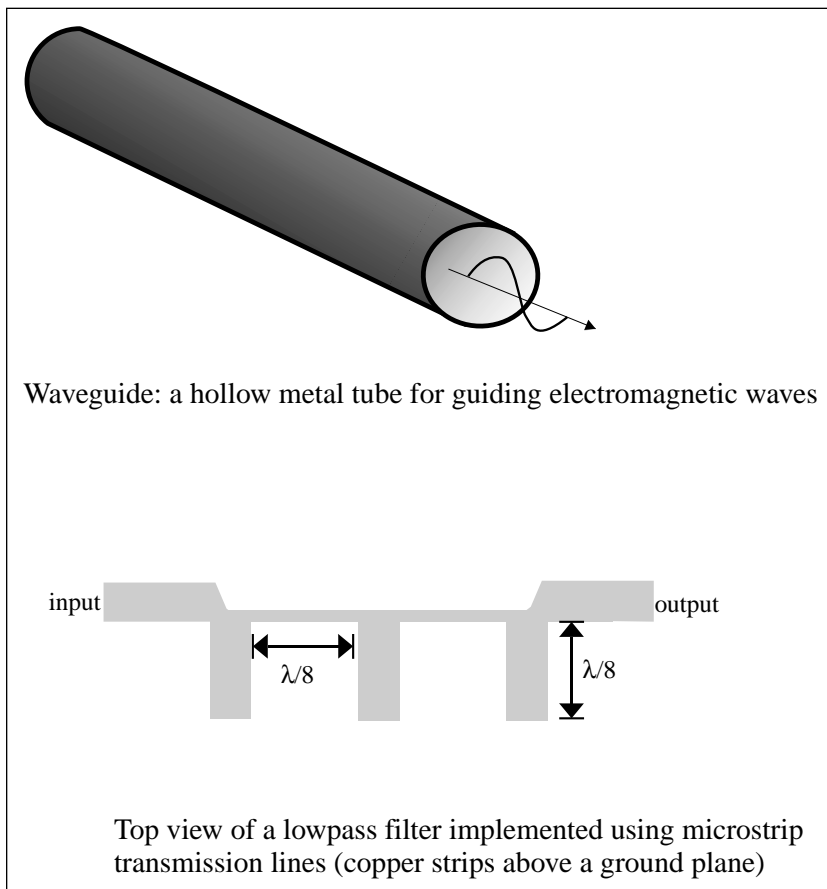 Waveguide: a hollow metal tube for guiding electromagnetic waves
input
output
λ/8
λ/8
Top view of a lowpass filter implemented using microstrip
transmission lines (copper strips above a ground plane)